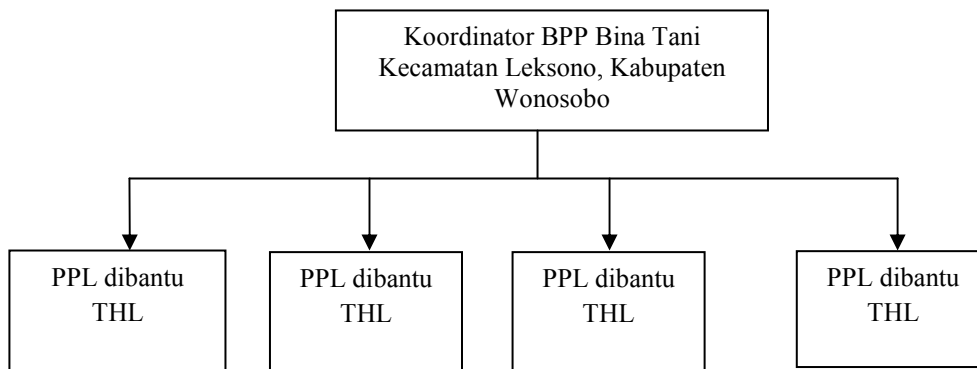 Koordinator BPP Bina Tani
Kecamatan Leksono, Kabupaten
Wonosobo
PPL dibantu
THL
PPL dibantu
THL
PPL dibantu
THL
PPL dibantu
THL